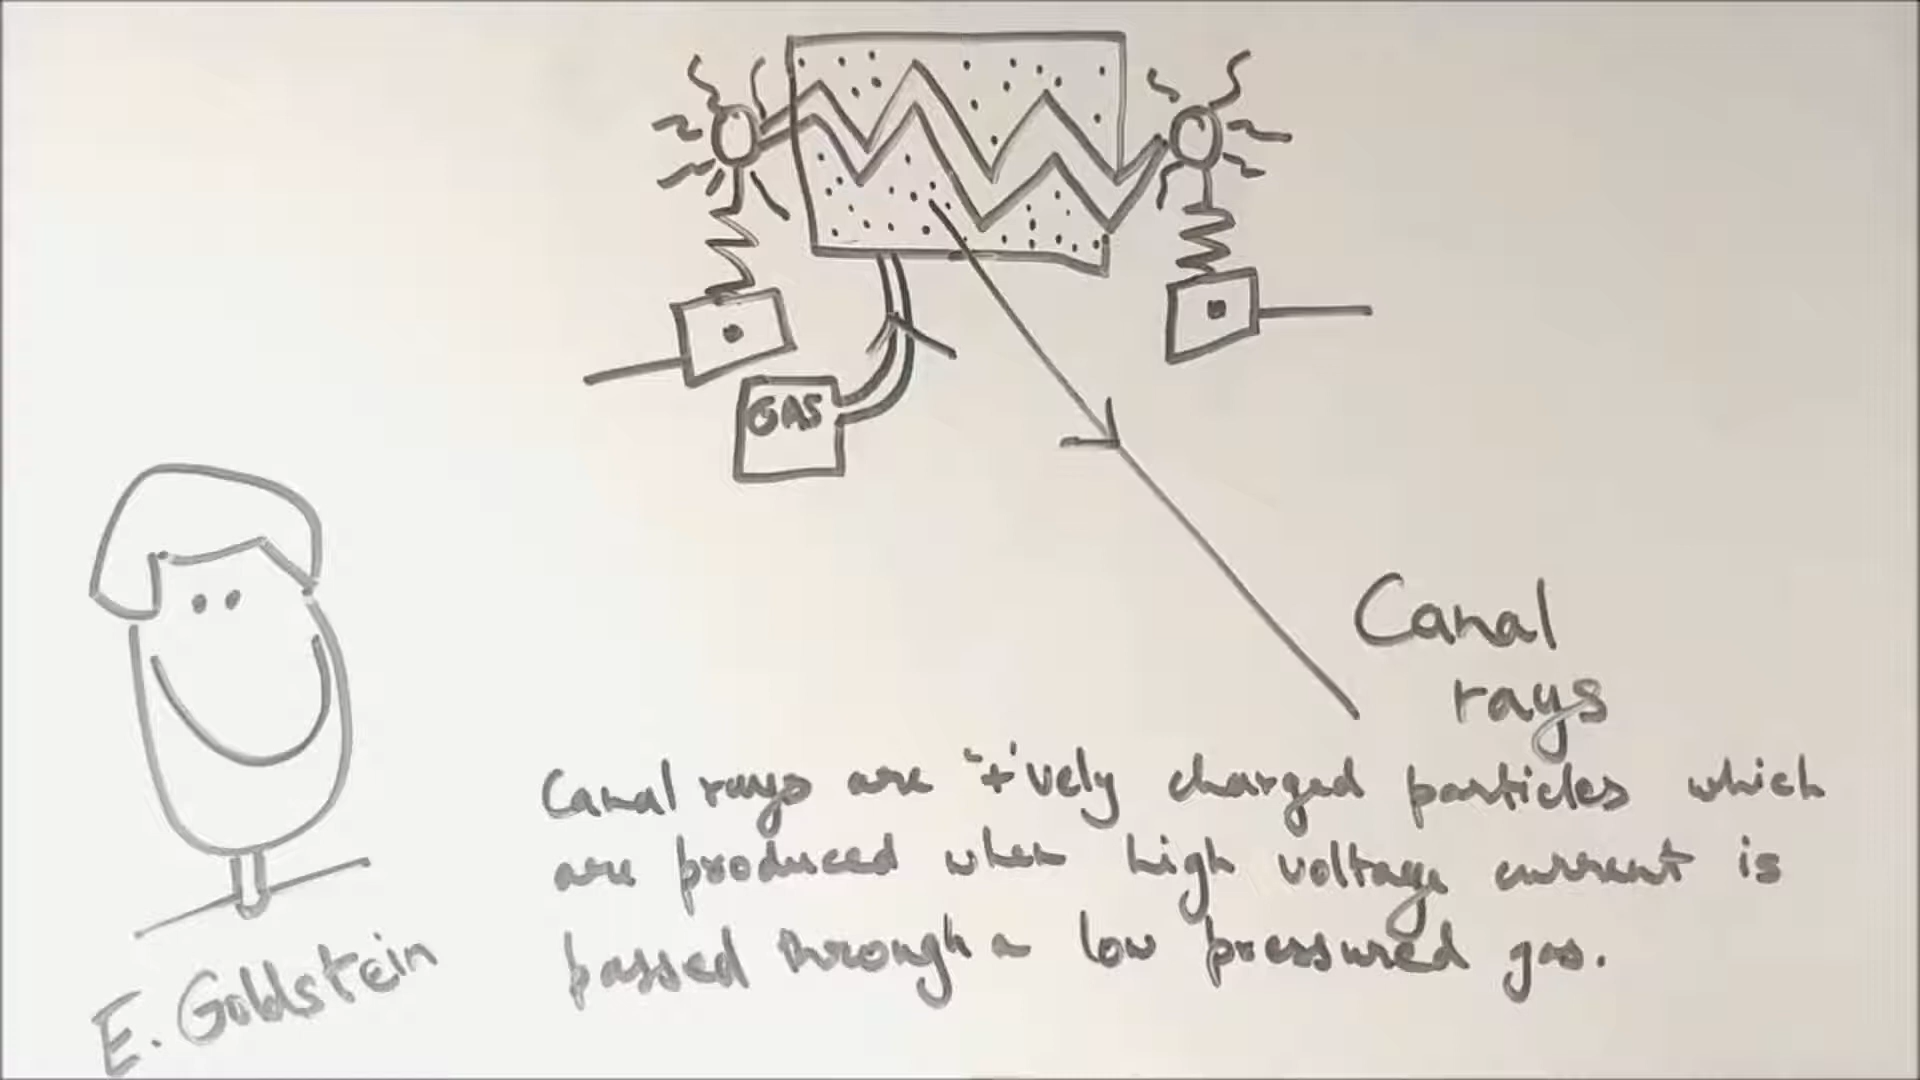 GAS
Canal
rays
Canal rays are '+'vely charged particles which
are produced when high voltage current is
passed through a low pressured gas.
E. Goldstein